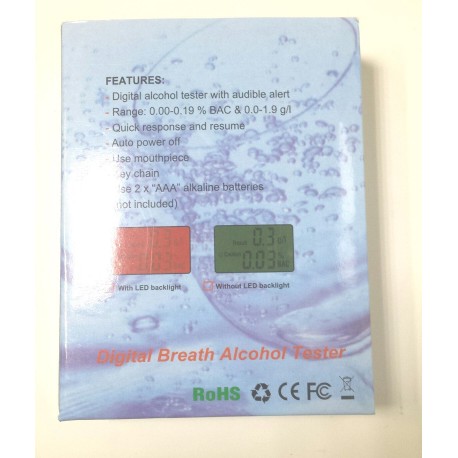 FEATURES:
- Digital alcohol tester with audible alert
- Range: 0.00-0.19 % BAC & 0.0-1.9 g/l
- Quick response and resume
- Auto power off
Use mouthpiece
Key chain
Use 2 x "AAA" alkaline batteries
(not included)
0.3 g/l
0.03 %
BAC
With LED backlight
Without LED backlight
Digital Breath Alcohol Tester
RoHS CE FC